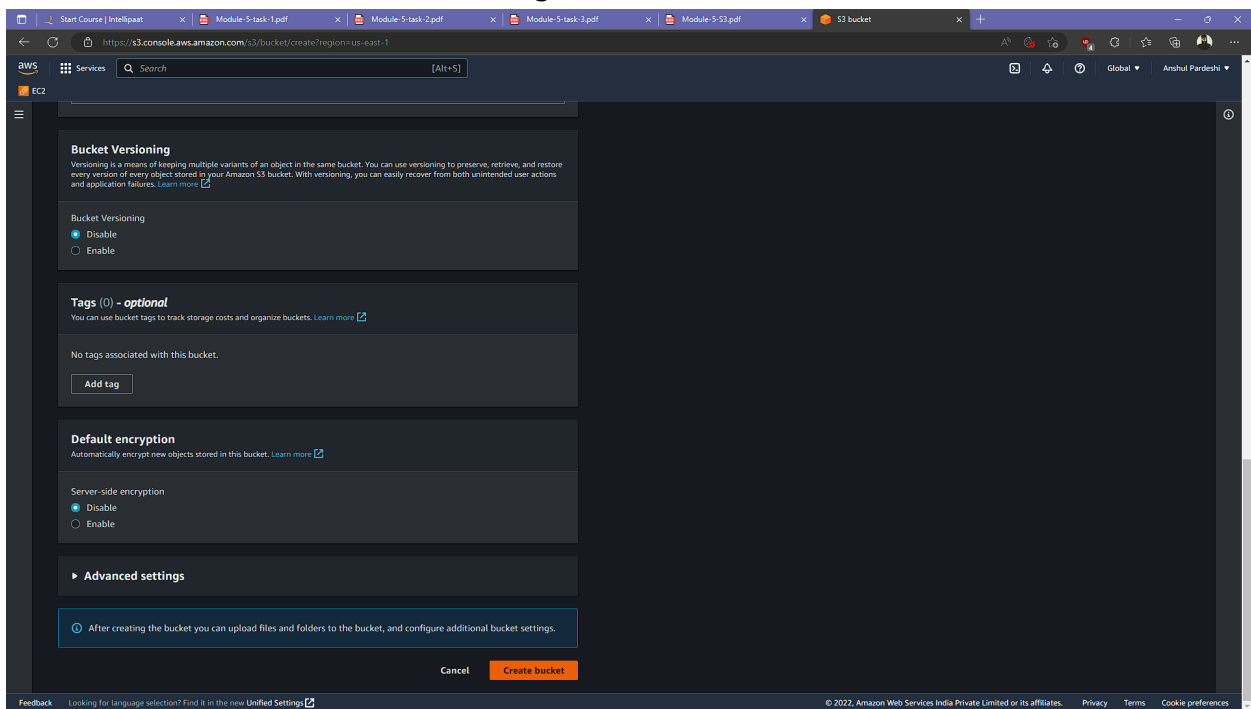 Start Course | Intellipaat
Module-5-task-1.pdf
Module-5-task-2.pdf
Module-5-task-3.pdf
Module-5-S3.pdf
S3 bucket
https://s3.console.aws.amazon.com/s3/bucket/create?region=us-east-1
aws
Services
Search
[Alt+S]
Global
Anshul Pardeshi
EC2
Bucket Versioning
Versioning is a means of keeping multiple variants of an object in the same bucket. You can use versioning to preserve, retrieve, and restore
every version of every object stored in your Amazon S3 bucket. With versioning, you can easily recover from both unintended user actions
and application failures. Learn more
Bucket Versioning
Disable
Enable
Tags (0) - optional
You can use bucket tags to track storage costs and organize buckets. Learn more
No tags associated with this bucket.
Add tag
Default encryption
Automatically encrypt new objects stored in this bucket. Learn more
Server-side encryption
Disable
Enable
Advanced settings
After creating the bucket you can upload files and folders to the bucket, and configure additional bucket settings.
Cancel
Create bucket
Feedback
Looking for language selection? Find it in the new Unified Settings
© 2022, Amazon Web Services India Private Limited or its affiliates.
Privacy
Terms
Cookie preferences